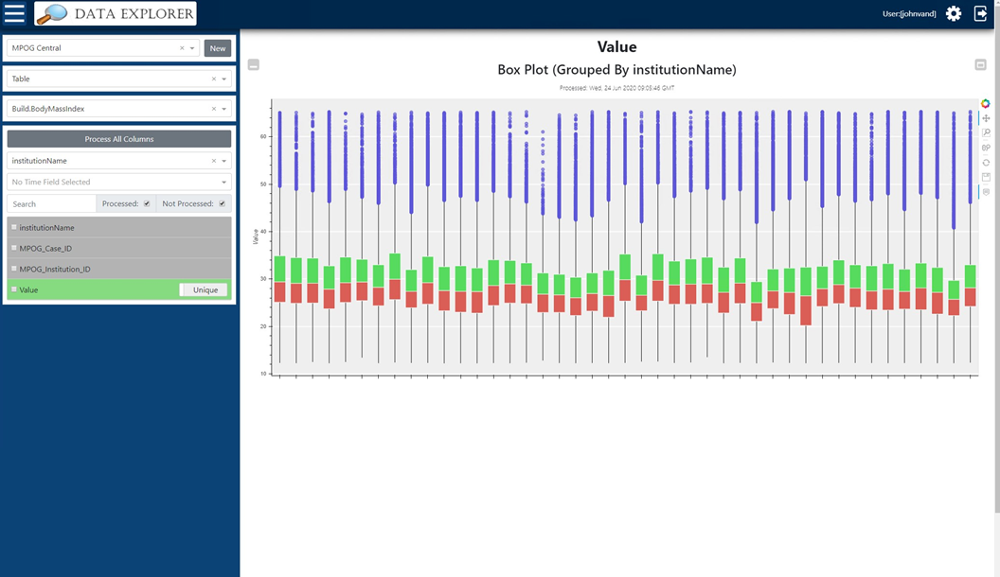 DATA EXPLORER
User:[johnvand]
MPOG Central
New
Table
Build.BodyMassIndex
Process All Columns
institutionName
No Time Field Selected
Search
Processed:
Not Processed:
institutionName
MPOG_Case_ID
MPOG_Institution_ID
Value
Unique
Value
Box Plot (Grouped By institutionName)
Processed: Wed, 24 Jun 2020 09:05:46 GMT
Value
60
50
40
30
20
10